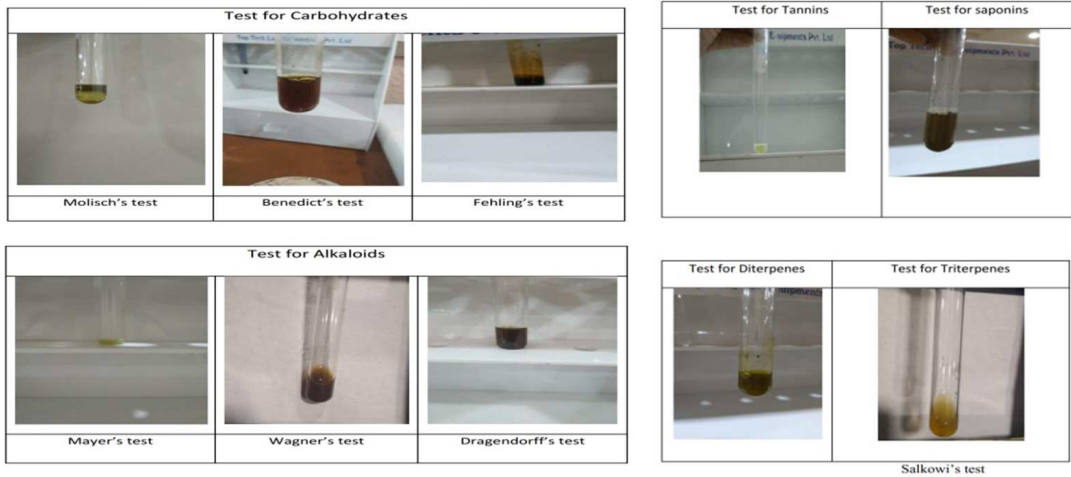 Test for Carbohydrates
Molisch's test
Benedict's test
Fehling's test
Test for Tannins
Test for saponins
Test for Alkaloids
Mayer's test
Wagner's test
Dragendorff's test
Test for Diterpenes
Test for Triterpenes
Salkowi's test